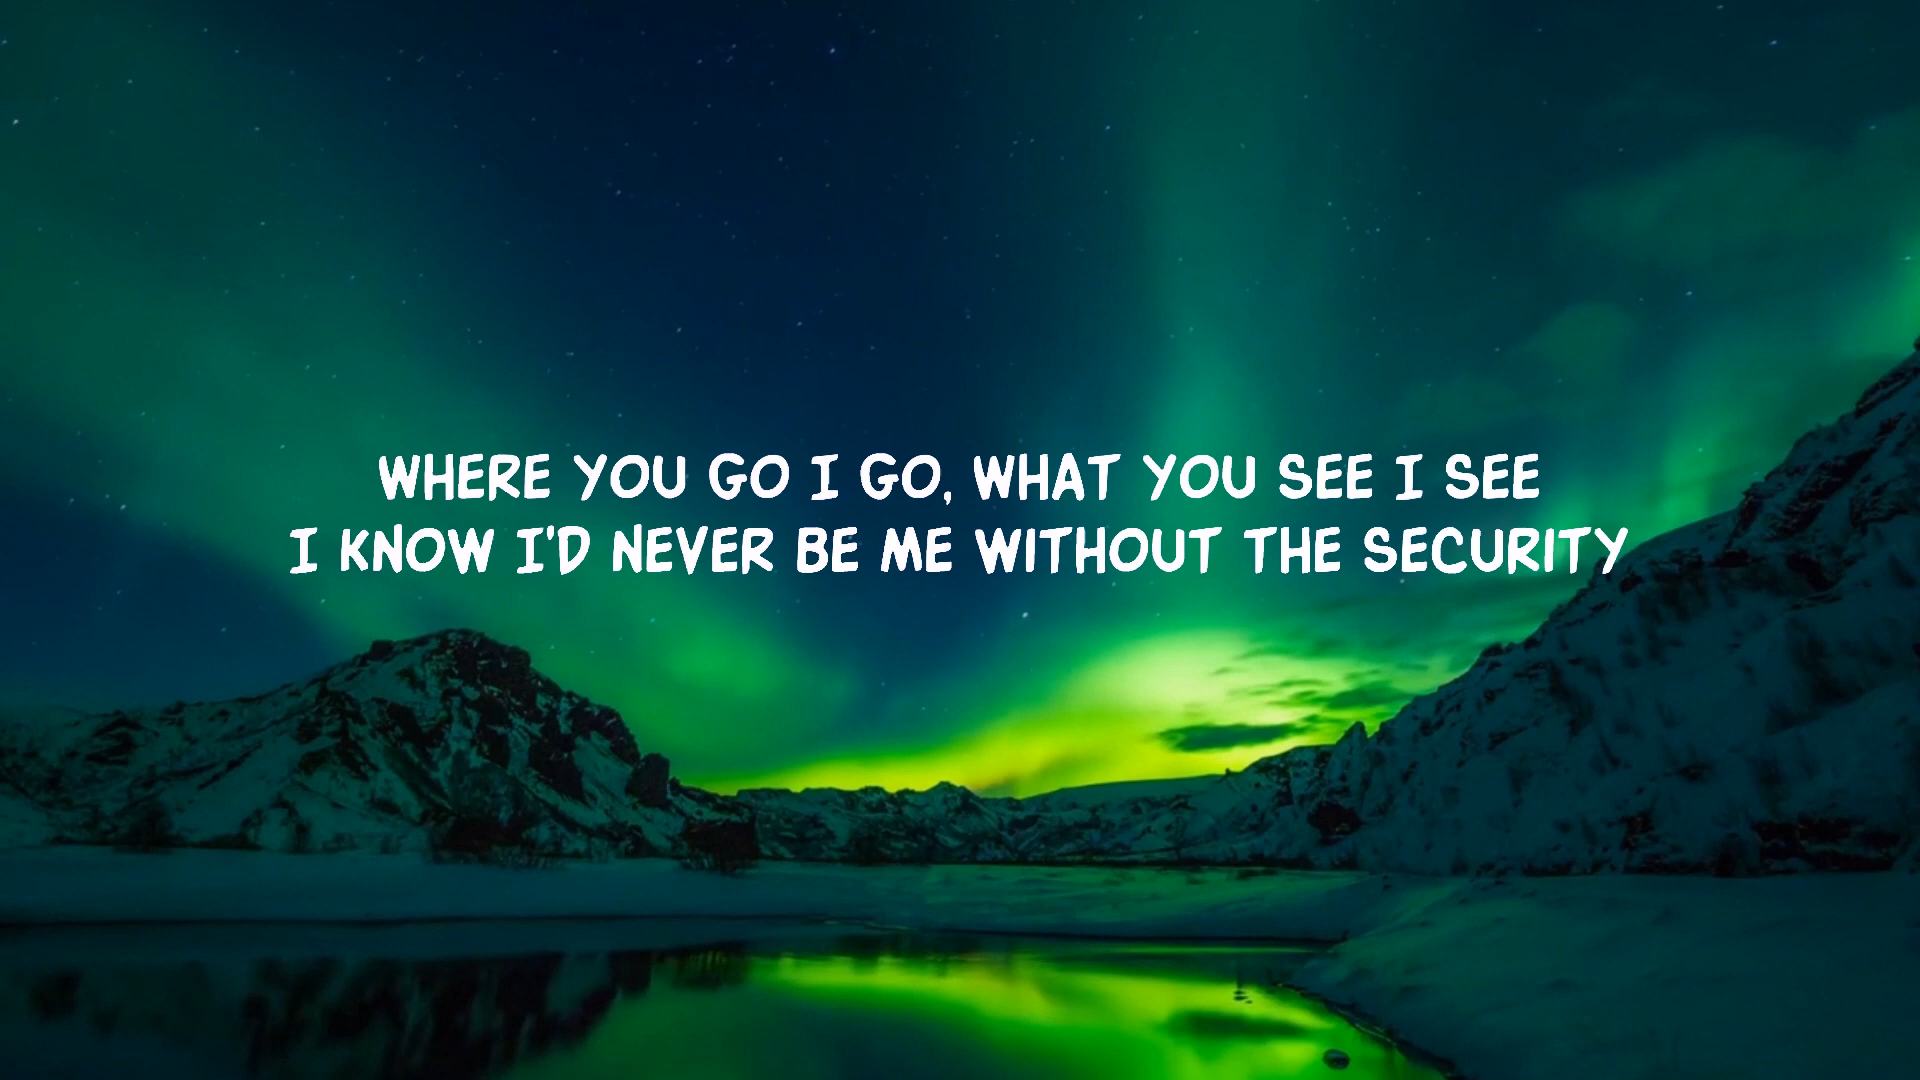 WHERE YOU GO I GO, WHAT YOU SEE I SEE
I KNOW I'D NEVER BE ME WITHOUT THE SECURITY